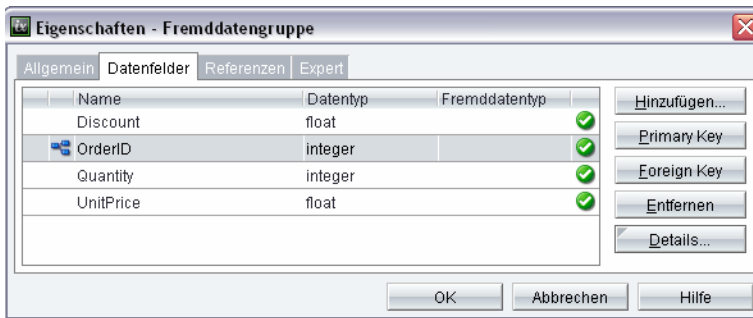 ix Eigenschaften - Fremddatengruppe
Allgemein Datenfelder Referenzen Expert
Name Datentyp Fremddatentyp
Discount float
OrderID integer
Quantity integer
UnitPrice float
Hinzufügen...
Primary Key
Foreign Key
Entfernen
Details...
OK Abbrechen Hilfe